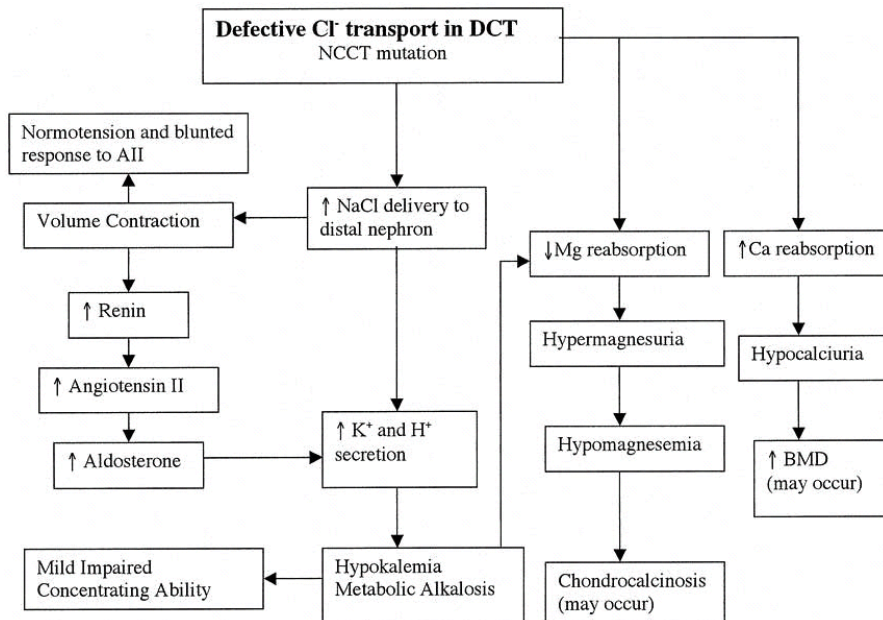 Defective Cl⁻ transport in DCT
NCCT mutation
Normotension and blunted
response to AII
Volume Contraction
↑ NaCl delivery to
distal nephron
↓Mg reabsorption
↑Ca reabsorption
↑ Renin
Hypermagnesuria
Hypocalciuria
↑ Angiotensin II
↑ K⁺ and H⁺
secretion
Hypomagnesemia
↑ Aldosterone
↑ BMD
(may occur)
Mild Impaired
Concentrating Ability
Hypokalemia
Metabolic Alkalosis
Chondrocalcinosis
(may occur)